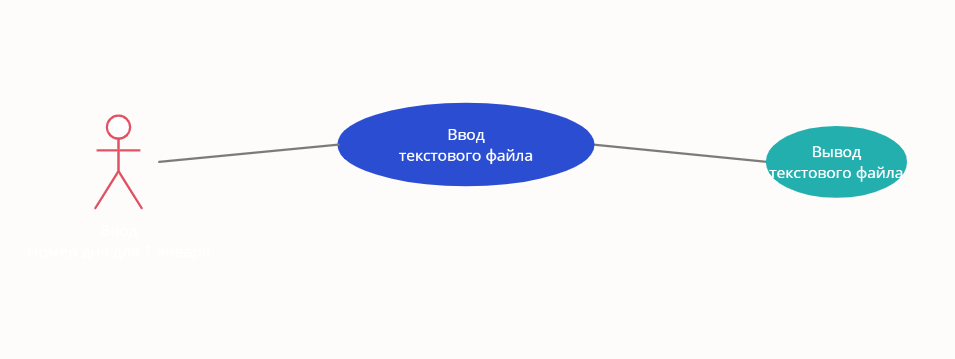 Ввод
текстового файла
Вывод
текстового файла